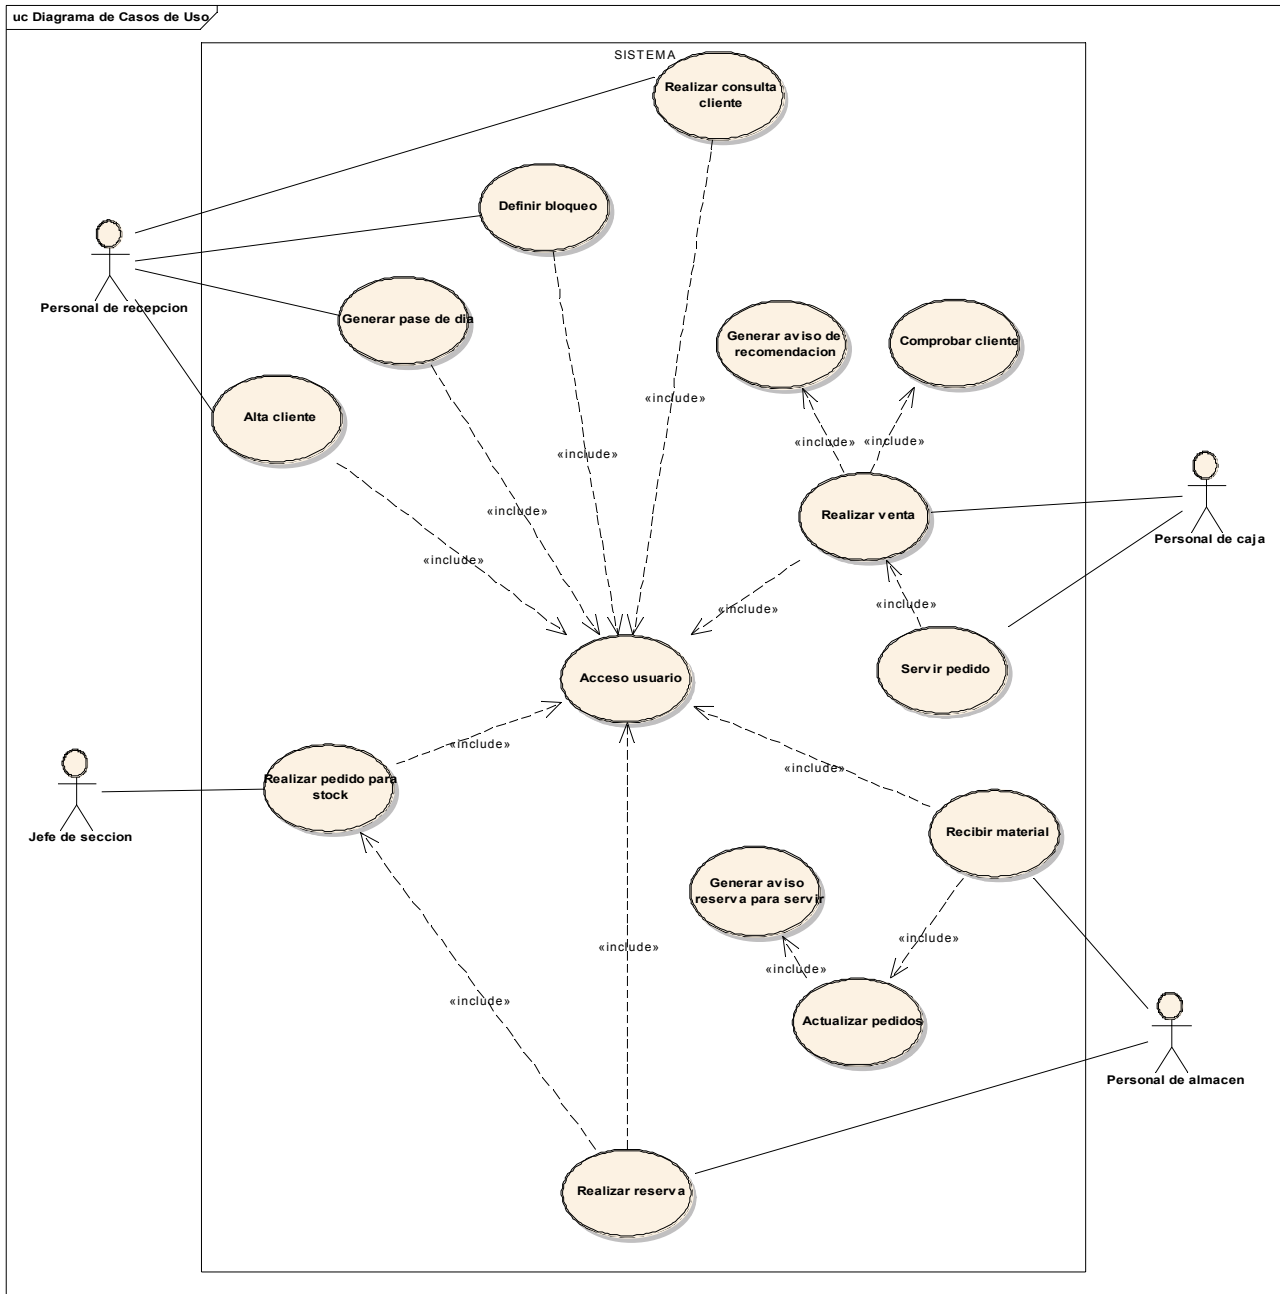 uc Diagrama de Casos de Uso
SISTEMA
Realizar consulta
cliente
Definir bloqueo
Personal de recepcion
Generar pase de dia
Generar aviso de
recomendacion
Comprobar cliente
«include»
Alta cliente
«include»
«include»
«include»
Personal de caja
«include»
Realizar venta
«include»
«include»
«include»
Servir pedido
Acceso usuario
«include»
«include»
Jefe de seccion
Realizar pedido para
stock
Recibir material
Generar aviso
reserva para servir
«include»
«include»
«include»
«include»
Actualizar pedidos
Personal de almacen
Realizar reserva